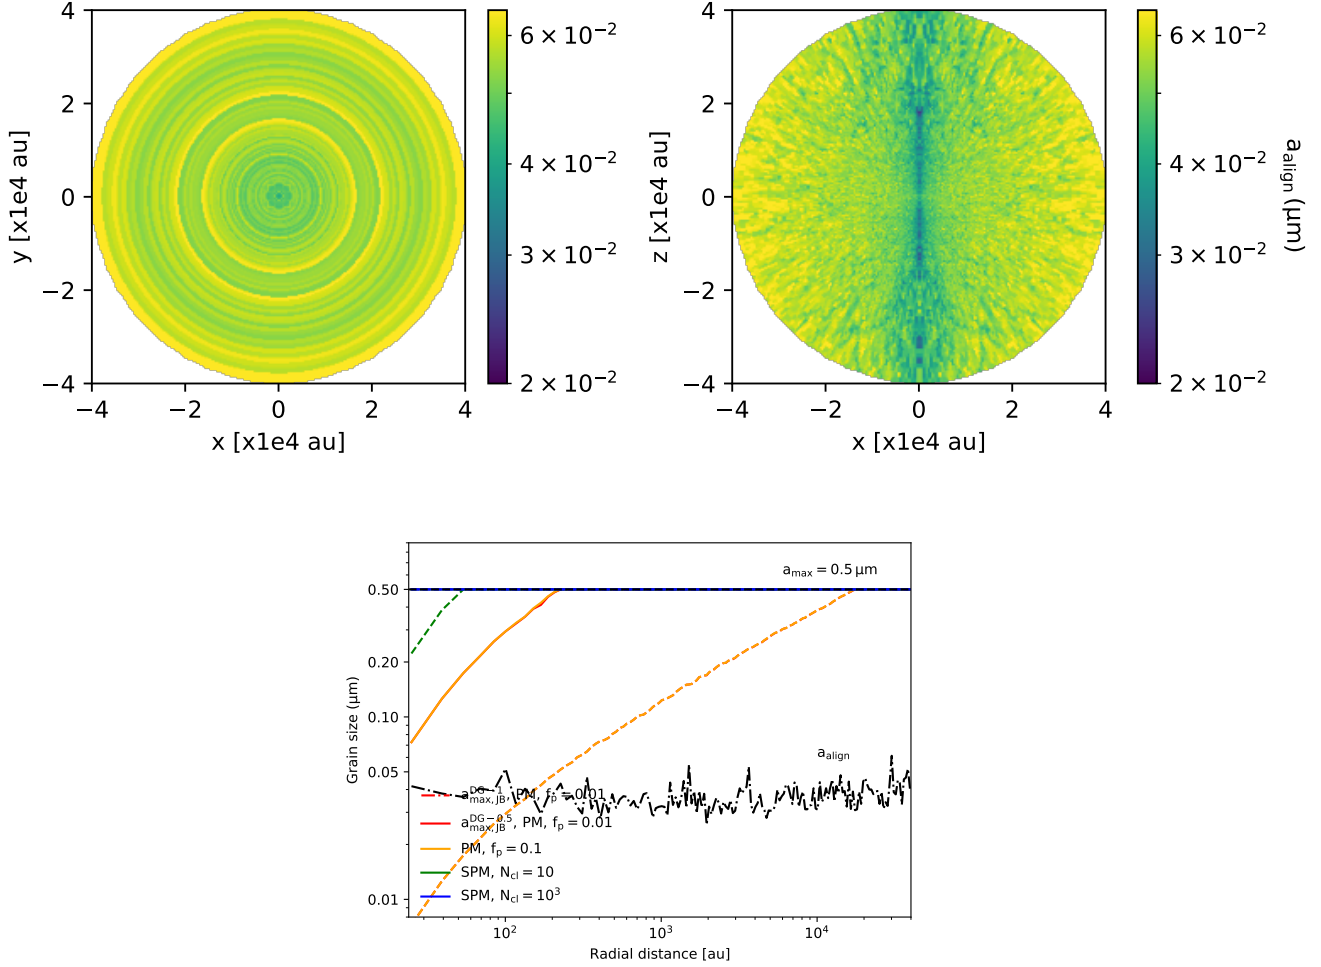 4
2
0
−2
−4
−4
−2
0
2
4
y [x1e4 au]
x [x1e4 au]
6 × 10⁻²
4 × 10⁻²
3 × 10⁻²
2 × 10⁻²
4
2
0
−2
−4
−4
−2
0
2
4
z [x1e4 au]
x [x1e4 au]
6 × 10⁻²
4 × 10⁻²
3 × 10⁻²
2 × 10⁻²
a_align (μm)
a_max = 0.5 μm
0.50
0.20
0.10
0.05
0.01
Grain size (μm)
a_align
a_max,JB^DG−1, PM, f_p = 0.01
a_max,JB^DG−0.5, PM, f_p = 0.01
PM, f_p = 0.1
SPM, N_cl = 10
SPM, N_cl = 10³
10²
10³
10⁴
Radial distance [au]